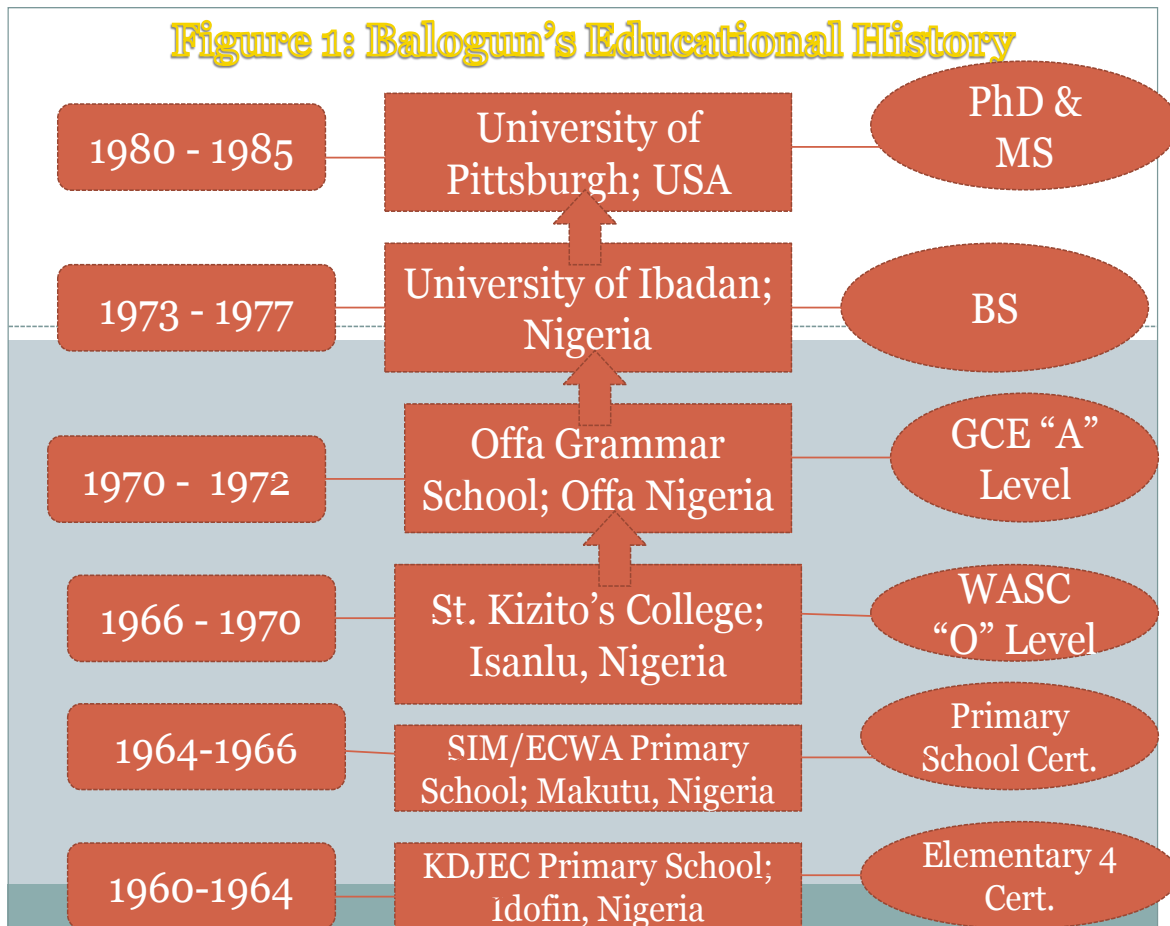 Figure 1: Balogun’s Educational History
1980 - 1985
University of
Pittsburgh; USA
PhD &
MS
1973 - 1977
University of Ibadan;
Nigeria
BS
1970 -  1972
Offa Grammar
School; Offa Nigeria
GCE “A”
Level
1966 - 1970
St. Kizito’s College;
Isanlu, Nigeria
WASC
“O” Level
1964-1966
SIM/ECWA Primary
School; Makutu, Nigeria
Primary
School Cert.
1960-1964
KDJEC Primary School;
Idofin, Nigeria
Elementary 4
Cert.